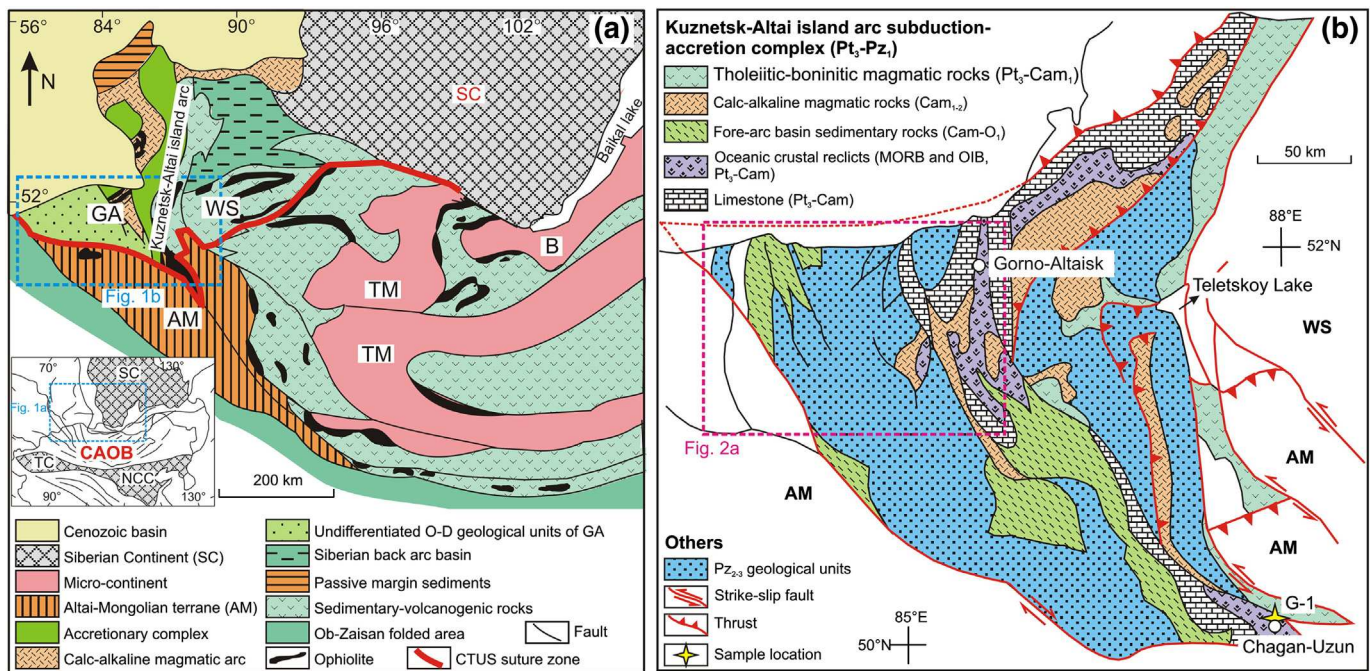 56°
84°
90°
96°
102°
(a)
N
SC
Kuznetsk-Altai island arc
Baikal lake
52°
GA
WS
B
Fig. 1b
TM
AM
TM
70°
SC
130°
Fig. 1a
CAOB
TC
NCC
90°
130°
200 km
Cenozoic basin
Siberian Continent (SC)
Micro-continent
Altai-Mongolian terrane (AM)
Accretionary complex
Calc-alkaline magmatic arc
Undifferentiated O-D geological units of GA
Siberian back arc basin
Passive margin sediments
Sedimentary-volcanogenic rocks
Ob-Zaisan folded area
Fault
Ophiolite
CTUS suture zone
Kuznetsk-Altai island arc subduction-
accretion complex (Pt₃-Pz₁)
(b)
Tholeiitic-boninitic magmatic rocks (Pt₃-Cam₁)
Calc-alkaline magmatic rocks (Cam₁₋₂)
Fore-arc basin sedimentary rocks (Cam-O₁)
Oceanic crustal reclicts (MORB and OIB,
Pt₃-Cam)
Limestone (Pt₃-Cam)
50 km
88°E
52°N
Gorno-Altaisk
Teletskoy Lake
WS
Fig. 2a
AM
AM
AM
Others
Pz₂₋₃ geological units
Strike-slip fault
Thrust
Sample location
85°E
50°N
G-1
Chagan-Uzun